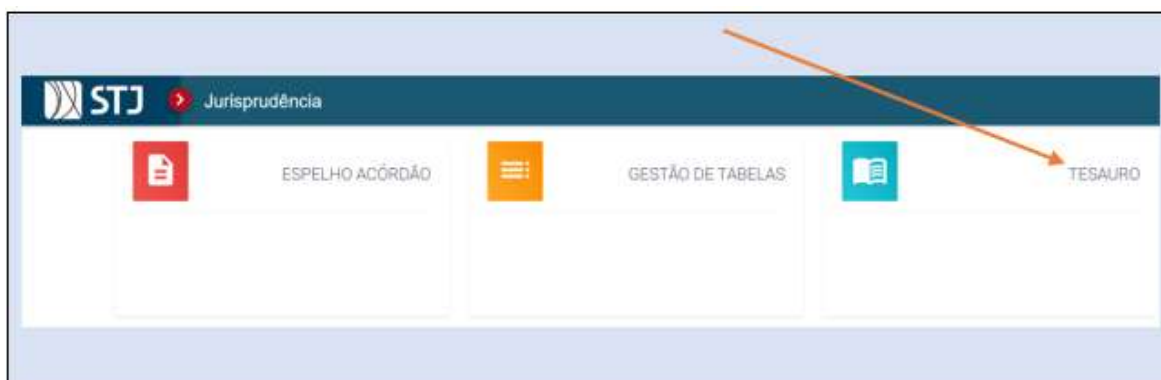 STJ Jurisprudência
ESPELHO ACÓRDÃO
GESTÃO DE TABELAS
TESAURO